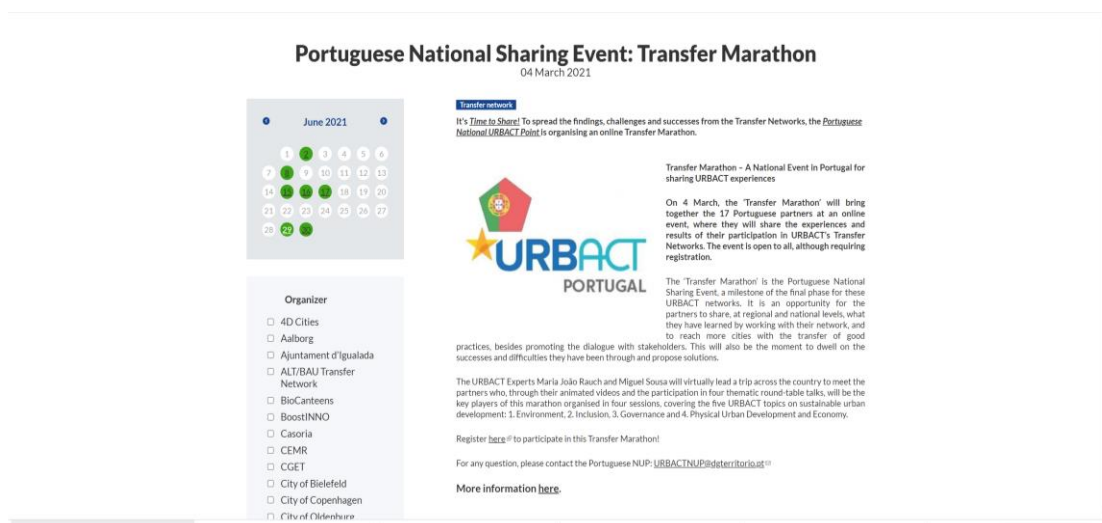 Portuguese National Sharing Event: Transfer Marathon
04 March 2021
June 2021
1 2 3 4 5 6
7 8 9 10 11 12 13
14 15 16 17 18 19 20
21 22 23 24 25 26 27
28 29 30
Organizer
4D Cities
Aalborg
Ajuntament d'Igualada
ALT/BAU Transfer
Network
BioCanteens
BoostINNO
Casoria
CEMR
CGET
City of Bielefeld
City of Copenhagen
City of Oldenburg
Transfer network
It's Time to Share! To spread the findings, challenges and successes from the Transfer Networks, the Portuguese
National URBACT Point is organising an online Transfer Marathon.
URBACT
PORTUGAL
Transfer Marathon – A National Event in Portugal for
sharing URBACT experiences
On 4 March, the 'Transfer Marathon' will bring
together the 17 Portuguese partners at an online
event, where they will share the experiences and
results of their participation in URBACT's Transfer
Networks. The event is open to all, although requiring
registration.
The 'Transfer Marathon' is the Portuguese National
Sharing Event, a milestone of the final phase for these
URBACT networks. It is an opportunity for the
partners to share, at regional and national levels, what
they have learned by working with their network, and
to reach more cities with the transfer of good
practices, besides promoting the dialogue with stakeholders. This will also be the moment to dwell on the
successes and difficulties they have been through and propose solutions.
The URBACT Experts Maria João Rauch and Miguel Sousa will virtually lead a trip across the country to meet the
partners who, through their animated videos and the participation in four thematic round-table talks, will be the
key players of this marathon organised in four sessions, covering the five URBACT topics on sustainable urban
development: 1. Environment, 2. Inclusion, 3. Governance and 4. Physical Urban Development and Economy.
Register here to participate in this Transfer Marathon!
For any question, please contact the Portuguese NUP: URBACTNUP@dgterritorio.pt
More information here.